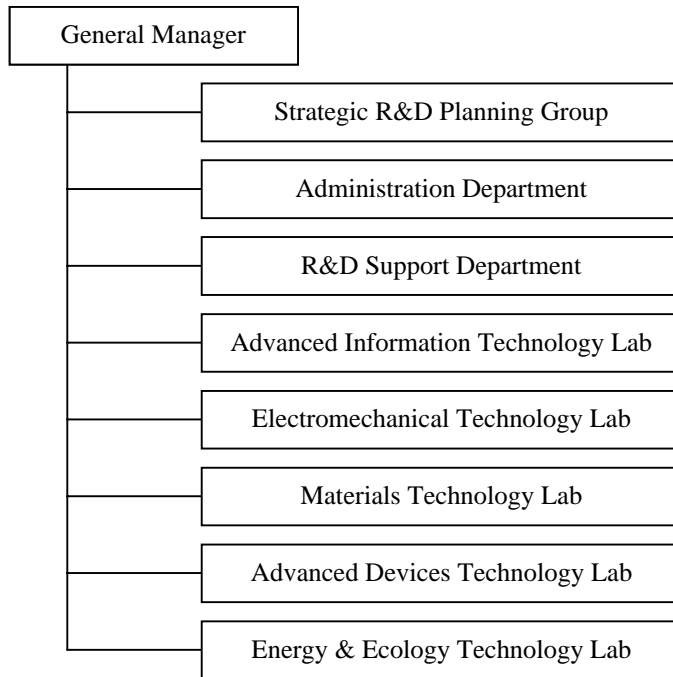 General Manager
Strategic R&D Planning Group
Administration Department
R&D Support Department
Advanced Information Technology Lab
Electromechanical Technology Lab
Materials Technology Lab
Advanced Devices Technology Lab
Energy & Ecology Technology Lab